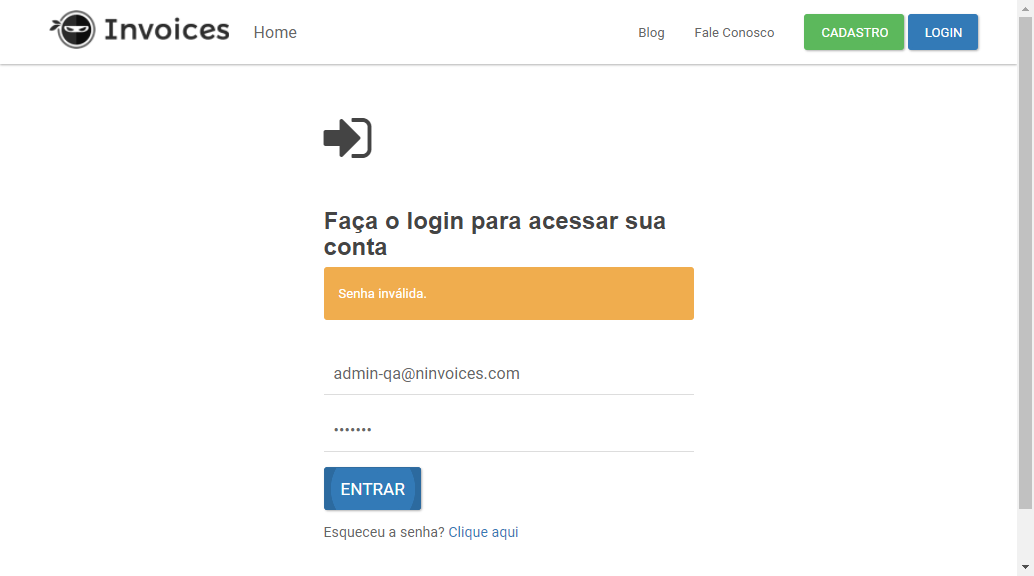 Invoices
Home
Blog
Fale Conosco
CADASTRO
LOGIN
Faça o login para acessar sua
conta
Senha inválida.
admin-qa@ninvoices.com
•••••••
ENTRAR
Esqueceu a senha? Clique aqui